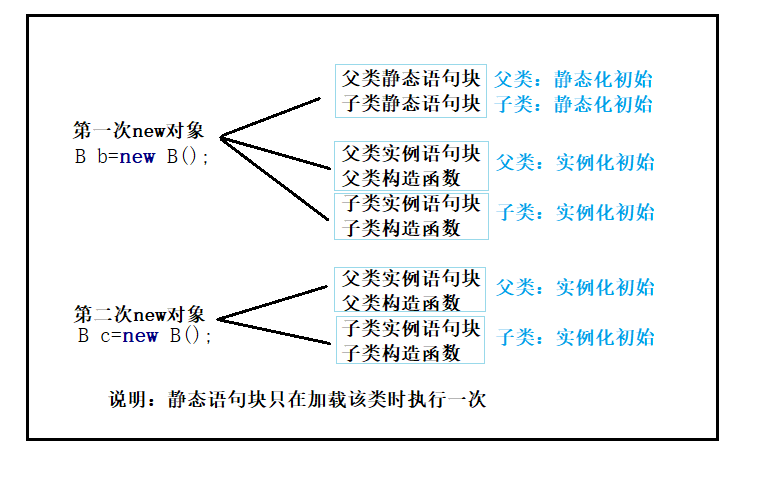 父类静态语句块 父类：静态化初始
子类静态语句块 子类：静态化初始
第一次new对象
B b=new B();
父类实例语句块
父类构造函数 父类：实例化初始
子类实例语句块
子类构造函数 子类：实例化初始
第二次new对象
B c=new B();
父类实例语句块
父类构造函数 父类：实例化初始
子类实例语句块
子类构造函数 子类：实例化初始
说明：静态语句块只在加载该类时执行一次